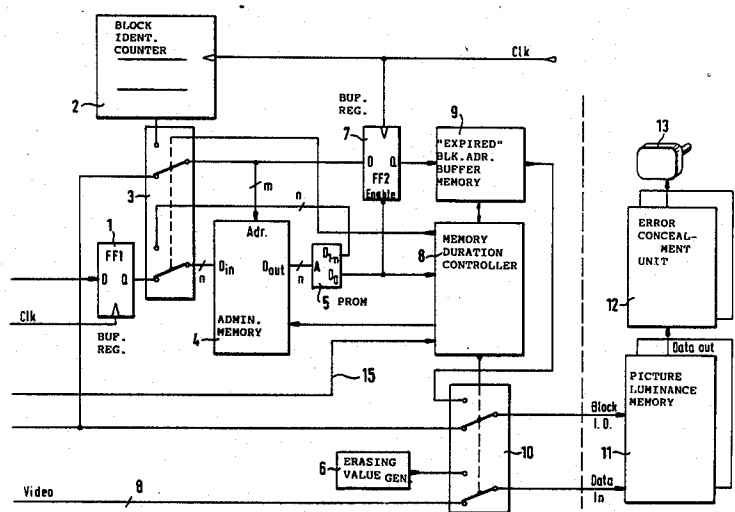 BLOCK
IDENT.
COUNTER
2
Clk
BUF.
REG.
7
D Q
FF2
Enable
9
"EXPIRED"
BLK.ADR.
BUFFER
MEMORY
13
3
m
n
1
FF1
D Q
Clk
BUF.
REG.
n
Adr.
Din
Dout
ADMIN.
MEMORY
4
n
A
D1-n
D0
5 PROM
MEMORY
DURATION
CONTROLLER
8
ERROR
CONCEAL-
MENT
UNIT
12
15
Data out
PICTURE
LUMINANCE
MEMORY
11
Block
I.D.
10
6
ERASING
VALUE GEN.
Data
In
Video
8